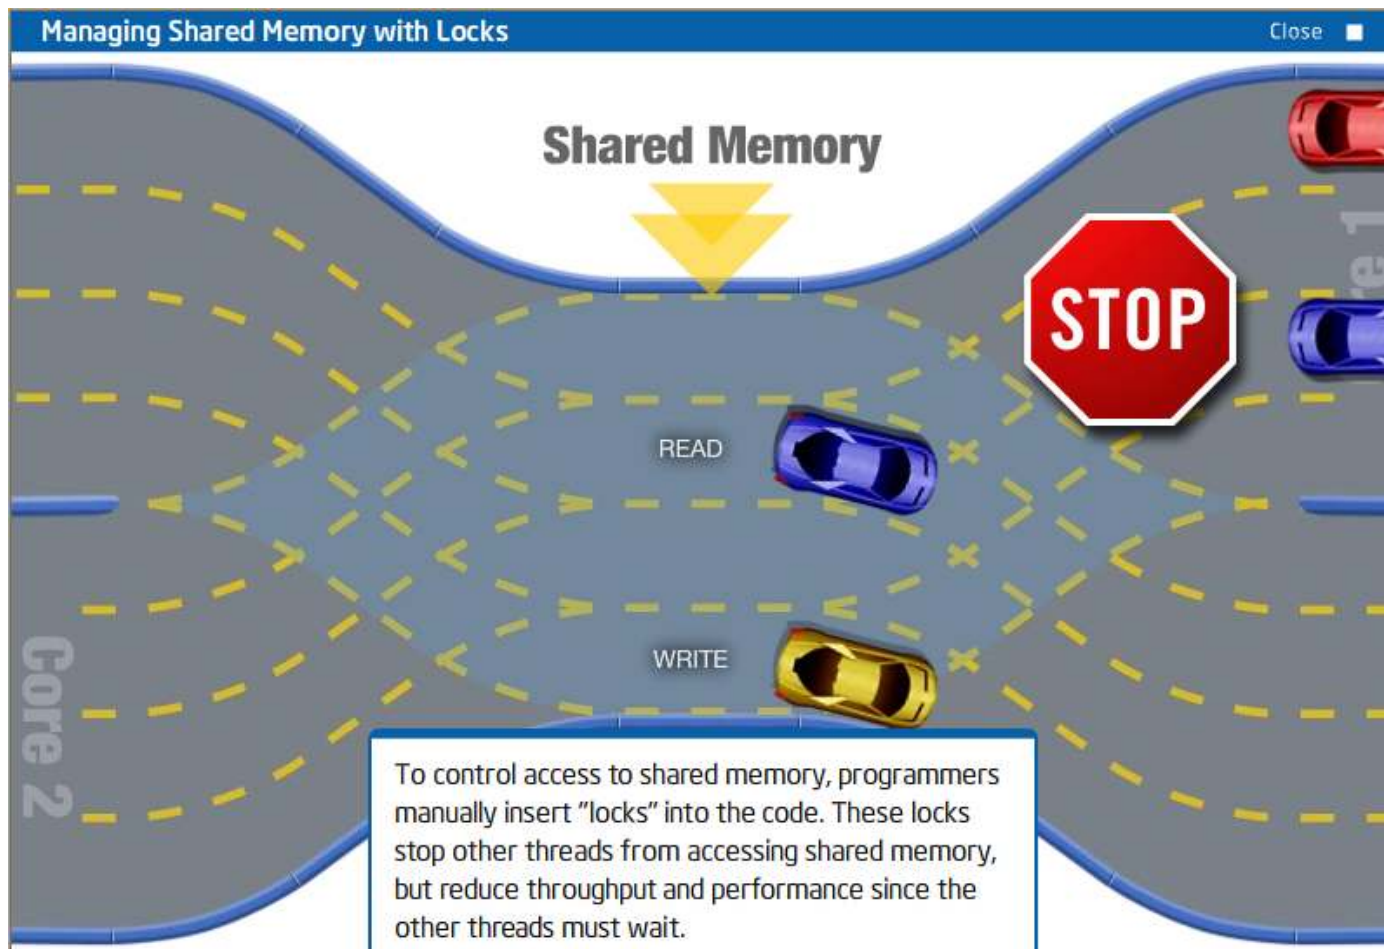 Managing Shared Memory with Locks
Close
Shared Memory
STOP
READ
WRITE
Core 2
To control access to shared memory, programmers
manually insert "locks" into the code. These locks
stop other threads from accessing shared memory,
but reduce throughput and performance since the
other threads must wait.